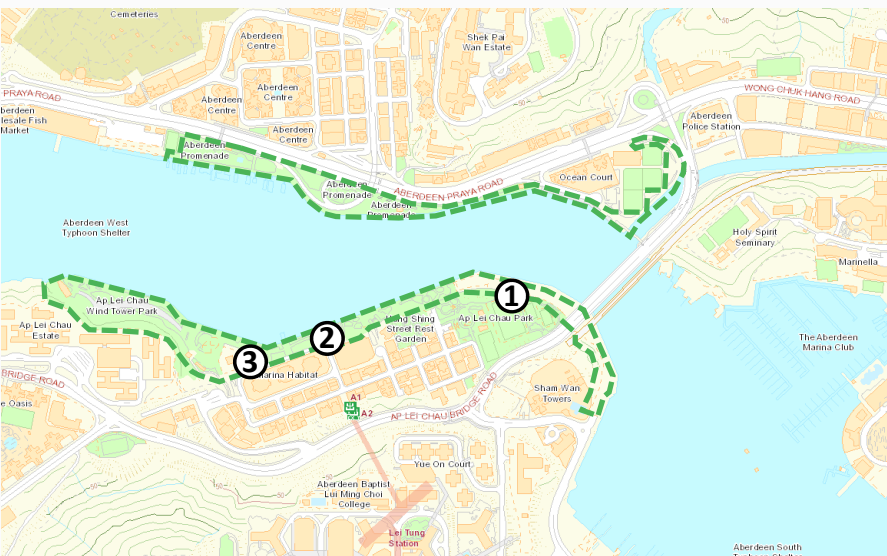 Cemeteries
Aberdeen
Centre
Shek Pai
Wan Estate
Aberdeen
Centre
PRAYA ROAD
WONG CHUK HANG ROAD
Aberdeen
Centre
berdeen
lesale Fish
Market
Aberdeen
Police Station
Aberdeen
Centre
Aberdeen
Promenade
Ocean Court
Aberdeen
Promenade
ABERDEEN PRAYA ROAD
Aberdeen
Promenade
Aberdeen West
Typhoon Shelter
Holy Spirit
Seminary
Marinella
1
Ap Lei Chau
Wind Tower Park
Ap Lei Chau
Estate
Street Rest
Garden
Ap Lei Chau Park
2
The Aberdeen
Marina Club
3
Habitat
BRIDGE ROAD
Sham Wan
Towers
A1
A2
e Oasis
AP LEI CHAU BRIDGE ROAD
Yue On Court
Aberdeen Baptist
Lui Ming Choi
College
Lei Tung
Station
Aberdeen South